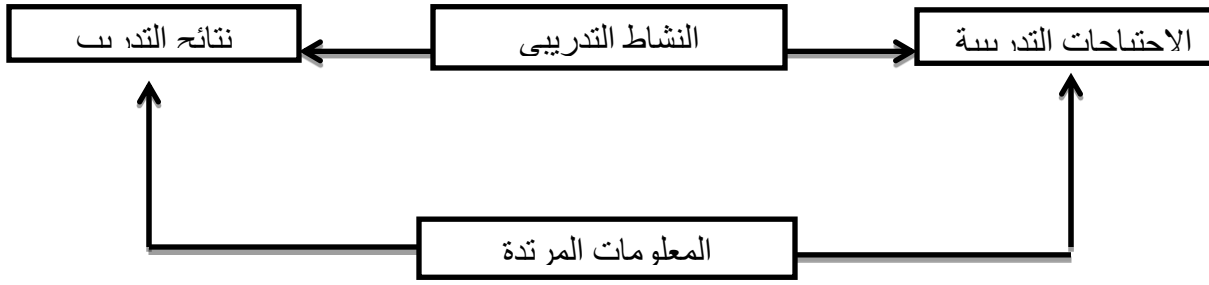 الاحتياجات التدريبية
النشاط التدريبي
نتائج التدريب
المعلومات المرتدة